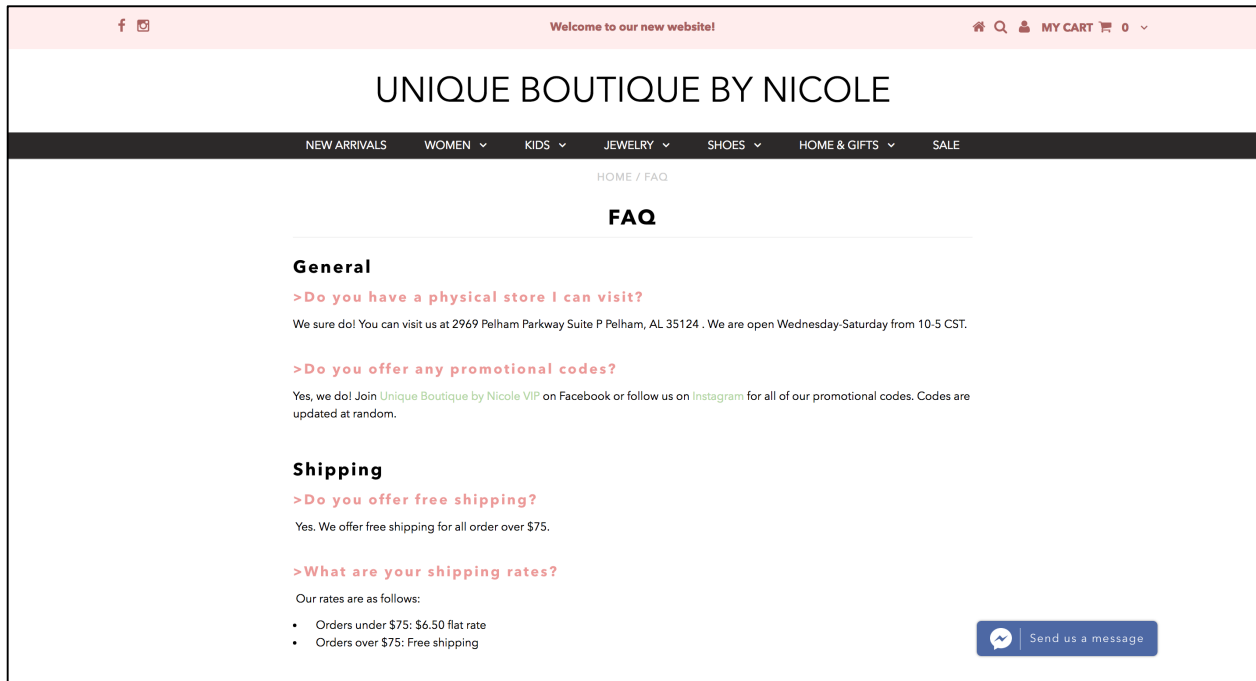 Welcome to our new website!
MY CART 0
UNIQUE BOUTIQUE BY NICOLE
NEW ARRIVALS WOMEN KIDS JEWELRY SHOES HOME & GIFTS SALE
HOME / FAQ
FAQ
General
>Do you have a physical store I can visit?
We sure do! You can visit us at 2969 Pelham Parkway Suite P Pelham, AL 35124 . We are open Wednesday-Saturday from 10-5 CST.
>Do you offer any promotional codes?
Yes, we do! Join Unique Boutique by Nicole VIP on Facebook or follow us on Instagram for all of our promotional codes. Codes are
updated at random.
Shipping
>Do you offer free shipping?
Yes. We offer free shipping for all order over $75.
>What are your shipping rates?
Our rates are as follows:
• Orders under $75: $6.50 flat rate
• Orders over $75: Free shipping
Send us a message